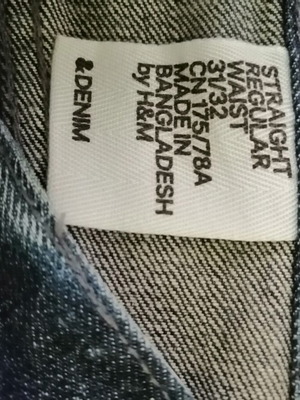 STRAIGHT
REGULAR
WAIST
31/32
CN 175/78A
MADE IN
BANGLADESH
by H&M
&DENIM